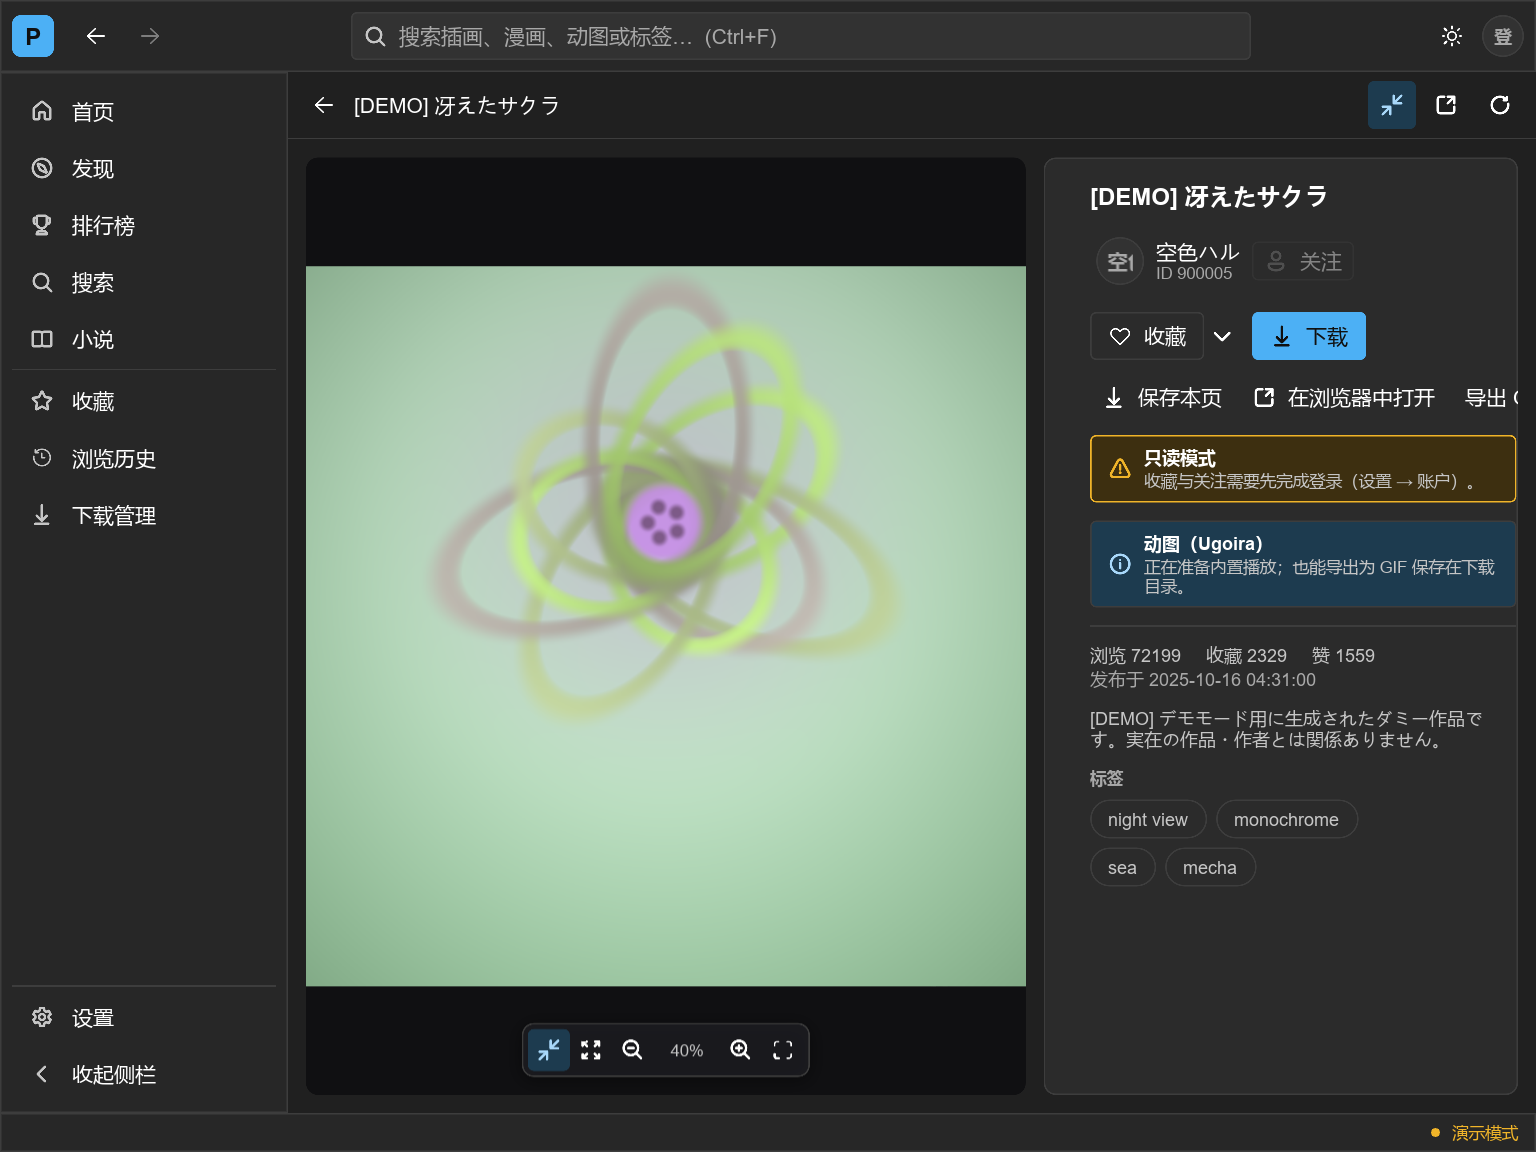 P
搜索插画、漫画、动图或标签… (Ctrl+F)
登
首页
发现
排行榜
搜索
小说
收藏
浏览历史
下载管理
设置
收起侧栏
[DEMO] 冴えたサクラ
40%
[DEMO] 冴えたサクラ
空色ハル
ID 900005
关注
收藏
下载
保存本页
在浏览器中打开
导出
只读模式
收藏与关注需要先完成登录（设置 → 账户）。
动图（Ugoira）
正在准备内置播放；也能导出为 GIF 保存在下载
目录。
浏览 72199 收藏 2329 赞 1559
发布于 2025-10-16 04:31:00
[DEMO] デモモード用に生成されたダミー作品で
す。実在の作品・作者とは関係ありません。
标签
night view
monochrome
sea
mecha
演示模式